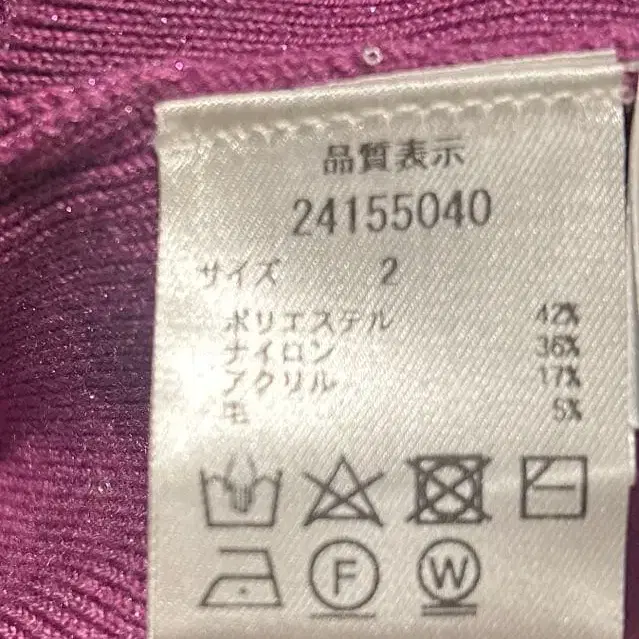 品質表示
24155040
サイズ 2
ポリエステル 42%
ナイロン 36%
アクリル 17%
毛 5%
F W